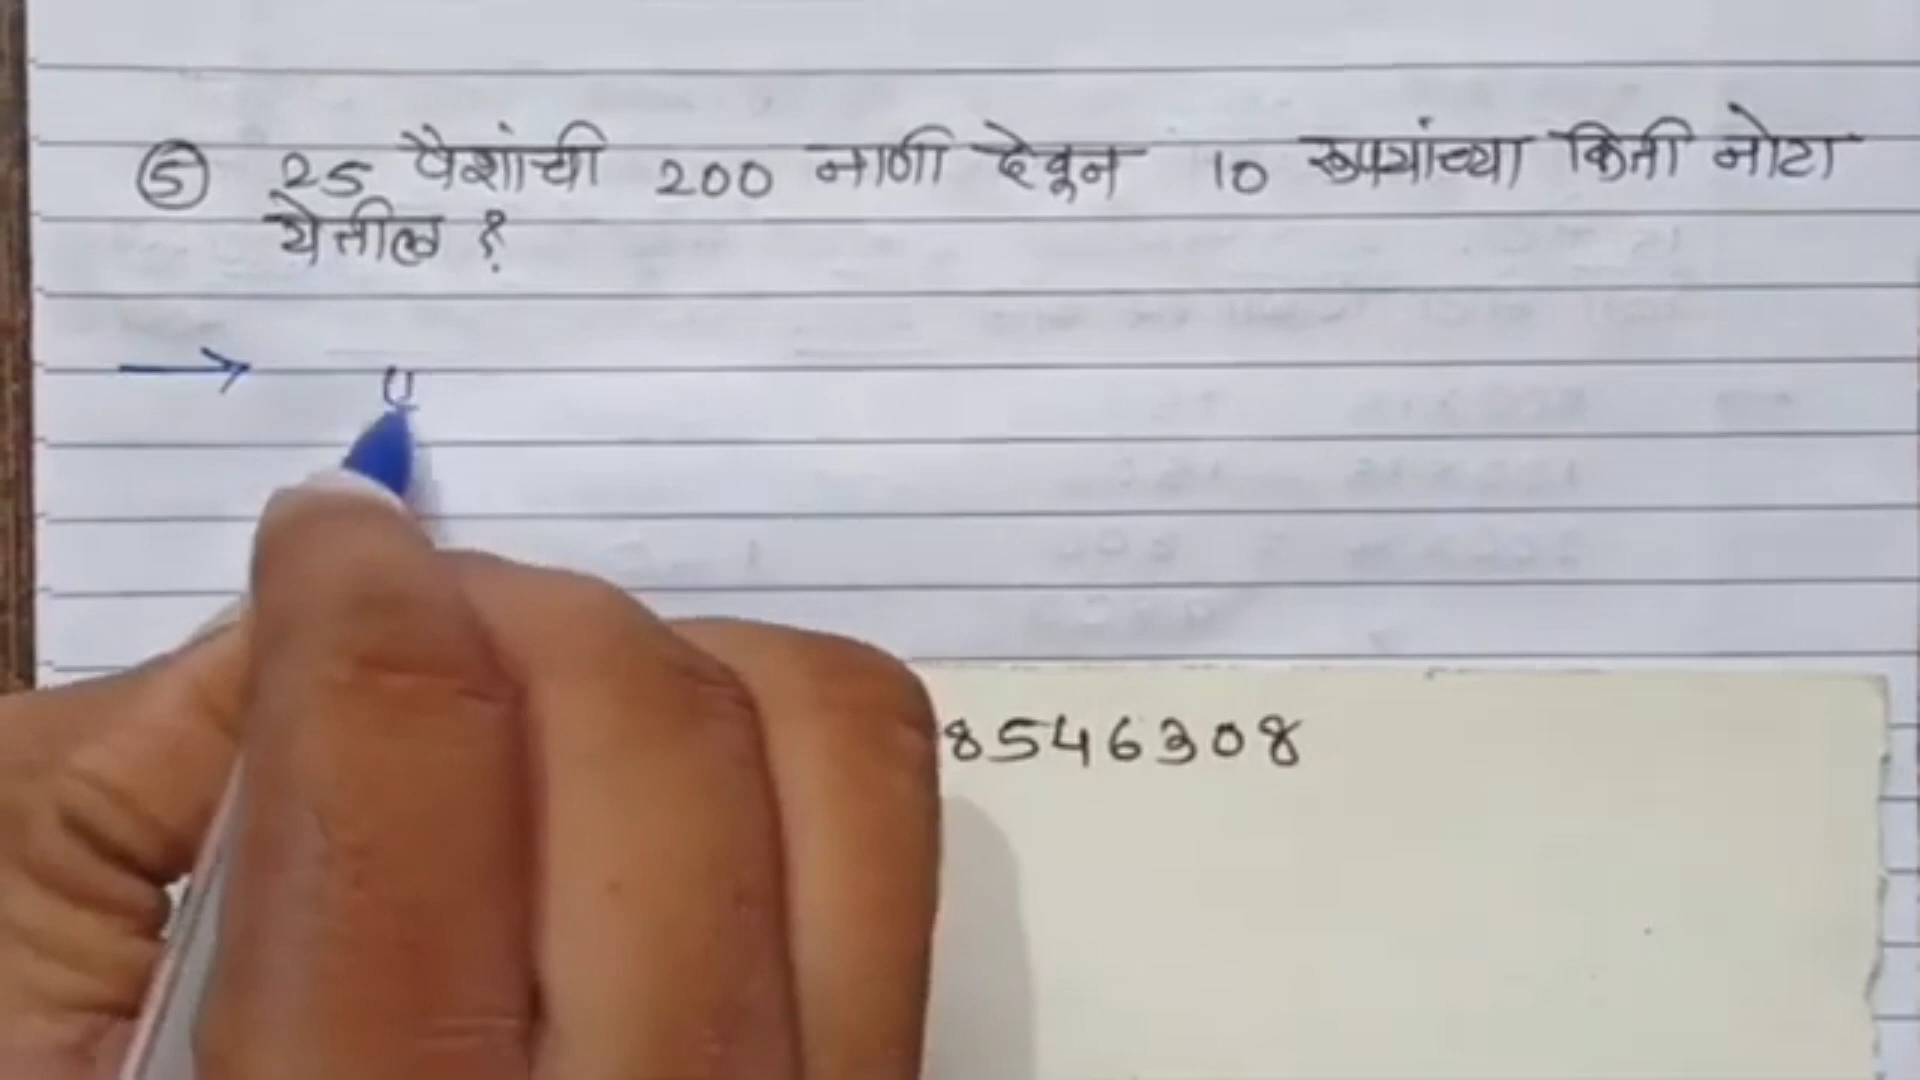 ⑤ 25 पैशांची 200 नाणी देवून 10 रूपयांच्या किती नोटा
येतील ?
→
8546308